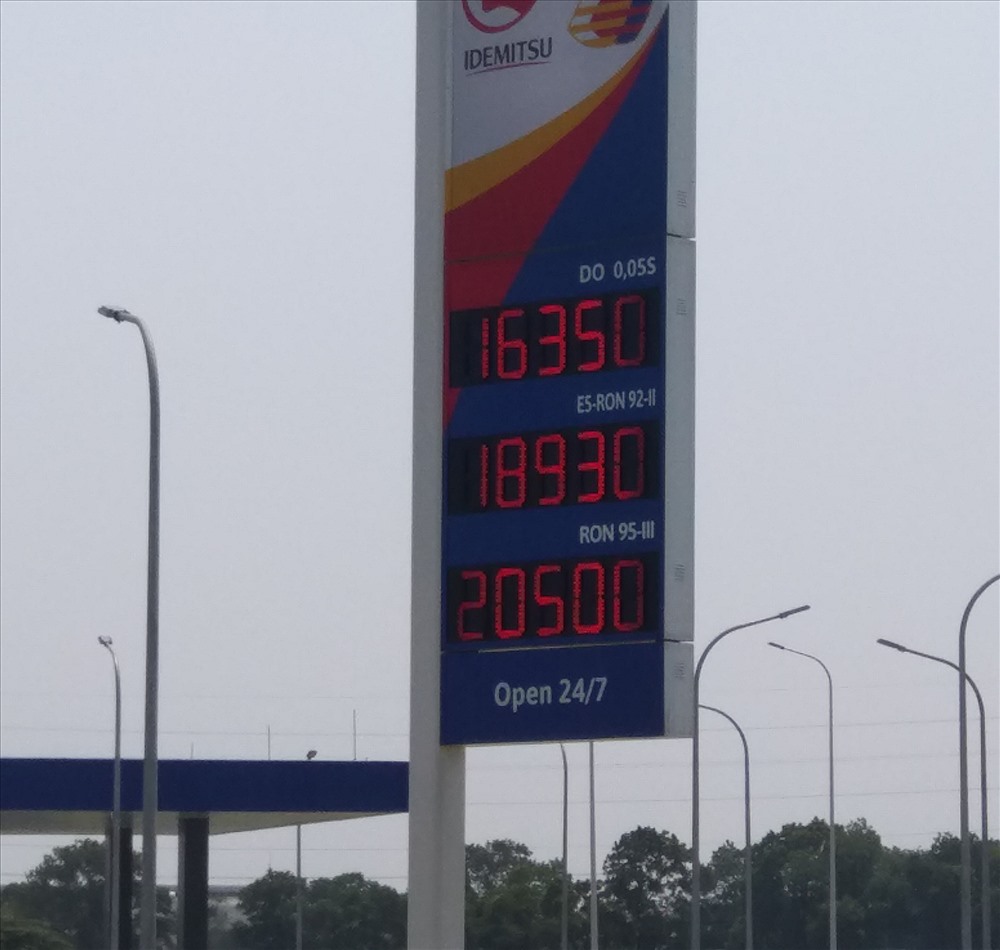 IDEMITSU
DO 0,05S
16350
E5-RON 92-II
18930
RON 95-III
20500
Open 24/7